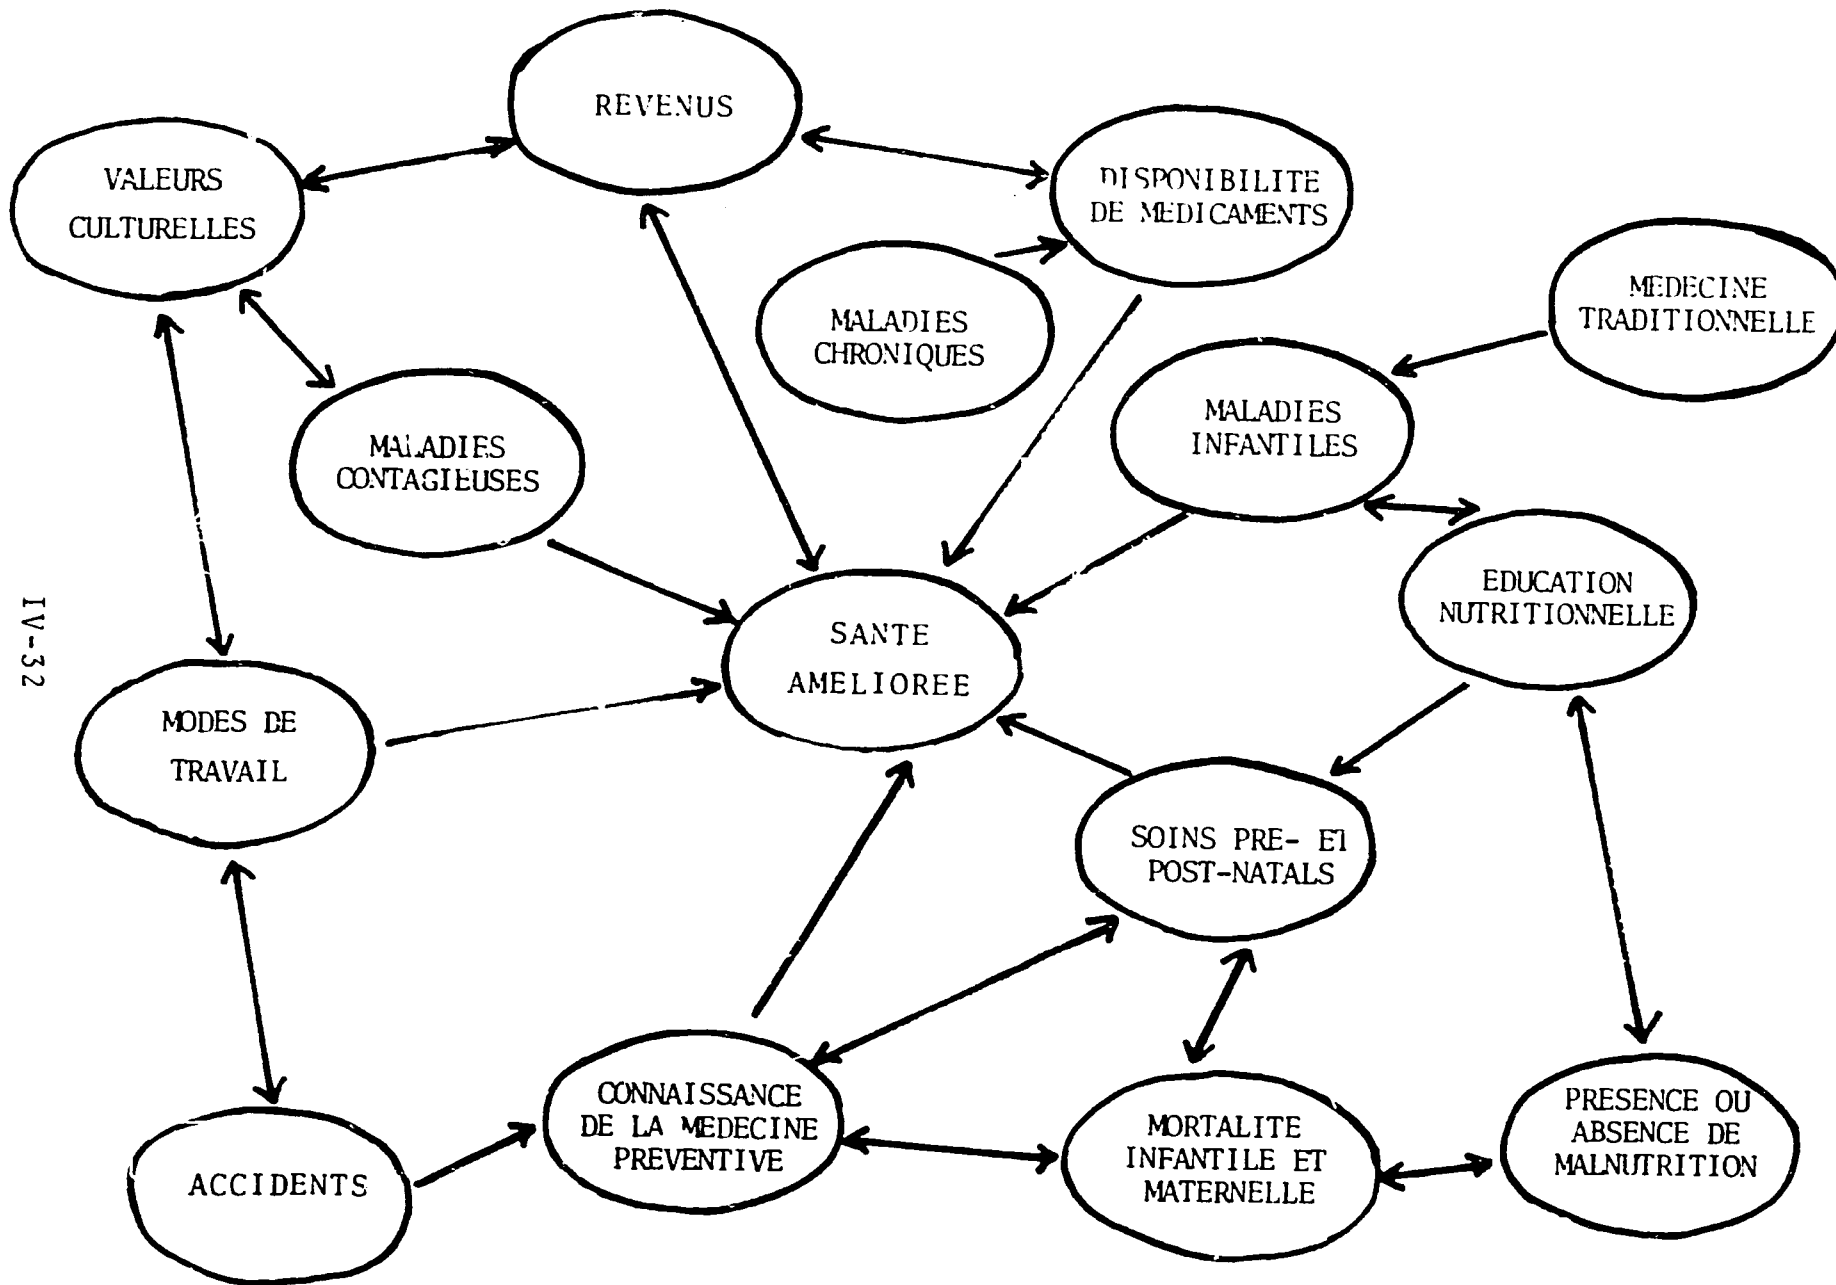 REVENUS
VALEURS
CULTURELLES
DISPONIBILITE
DE MEDICAMENTS
MEDECINE
TRADITIONNELLE
MALADIES
CHRONIQUES
MALADIES
INFANTILES
MALADIES
CONTAGIEUSES
EDUCATION
NUTRITIONNELLE
SANTE
AMELIOREE
IV-32
MODES DE
TRAVAIL
SOINS PRE- ET
POST-NATALS
CONNAISSANCE
DE LA MEDECINE
PREVENTIVE
MORTALITE
INFANTILE ET
MATERNELLE
PRESENCE OU
ABSENCE DE
MALNUTRITION
ACCIDENTS